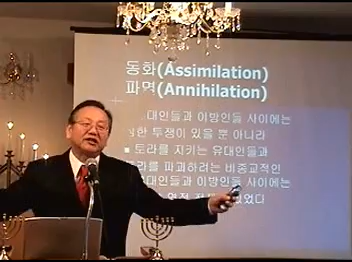 동화(Assimilation)
파멸(Annihilation)
대인들과 이방인들 사이에는
한 투쟁이 있을 뿐 아니라
■ 토라를 지키는 유대인들과
라를 파괴하려는 비종교적인
대인들과 이방인들 사이에는